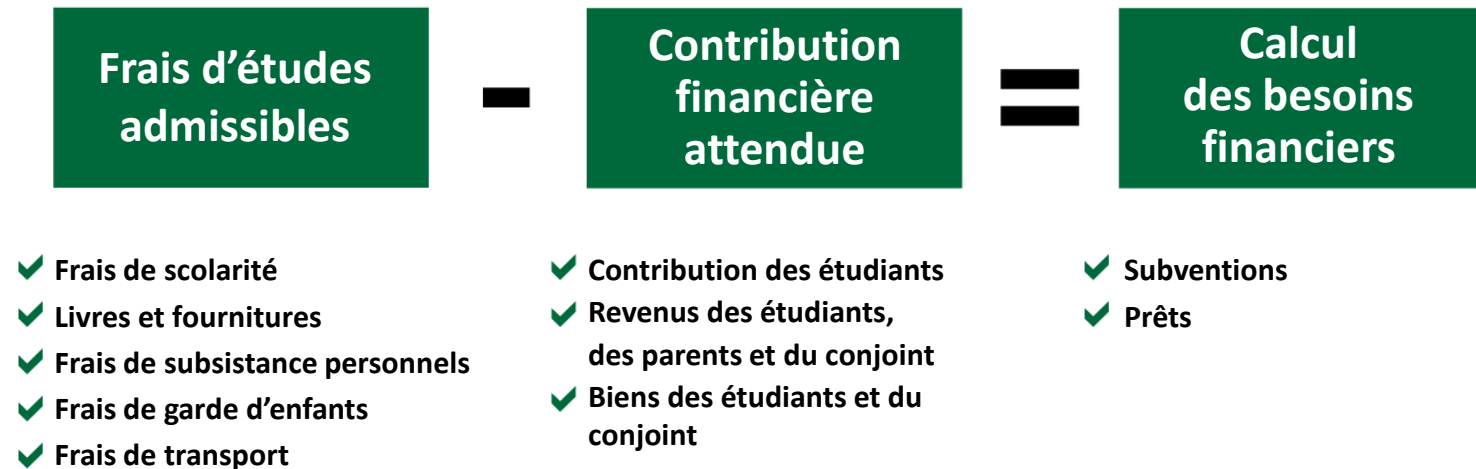 Frais d’études
admissibles
-
Contribution
financière
attendue
=
Calcul
des besoins
financiers
Frais de scolarité
Livres et fournitures
Frais de subsistance personnels
Frais de garde d’enfants
Frais de transport
Contribution des étudiants
Revenus des étudiants,
des parents et du conjoint
Biens des étudiants et du
conjoint
Subventions
Prêts